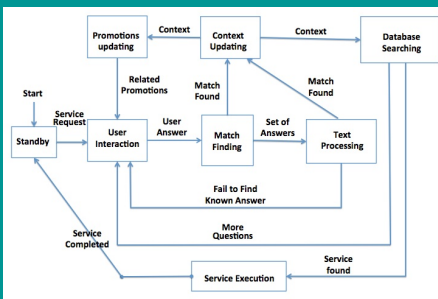 Promotions
updating
Context
Context
Updating
Context
Database
Searching
Start
Related
Promotions
Match
Found
Match
Found
Service
Request
Standby
User
Interaction
User
Answer
Match
Finding
Set of
Answers
Text
Processing
Fail to Find
Known Answer
More
Questions
Service
Completed
Service
found
Service Execution